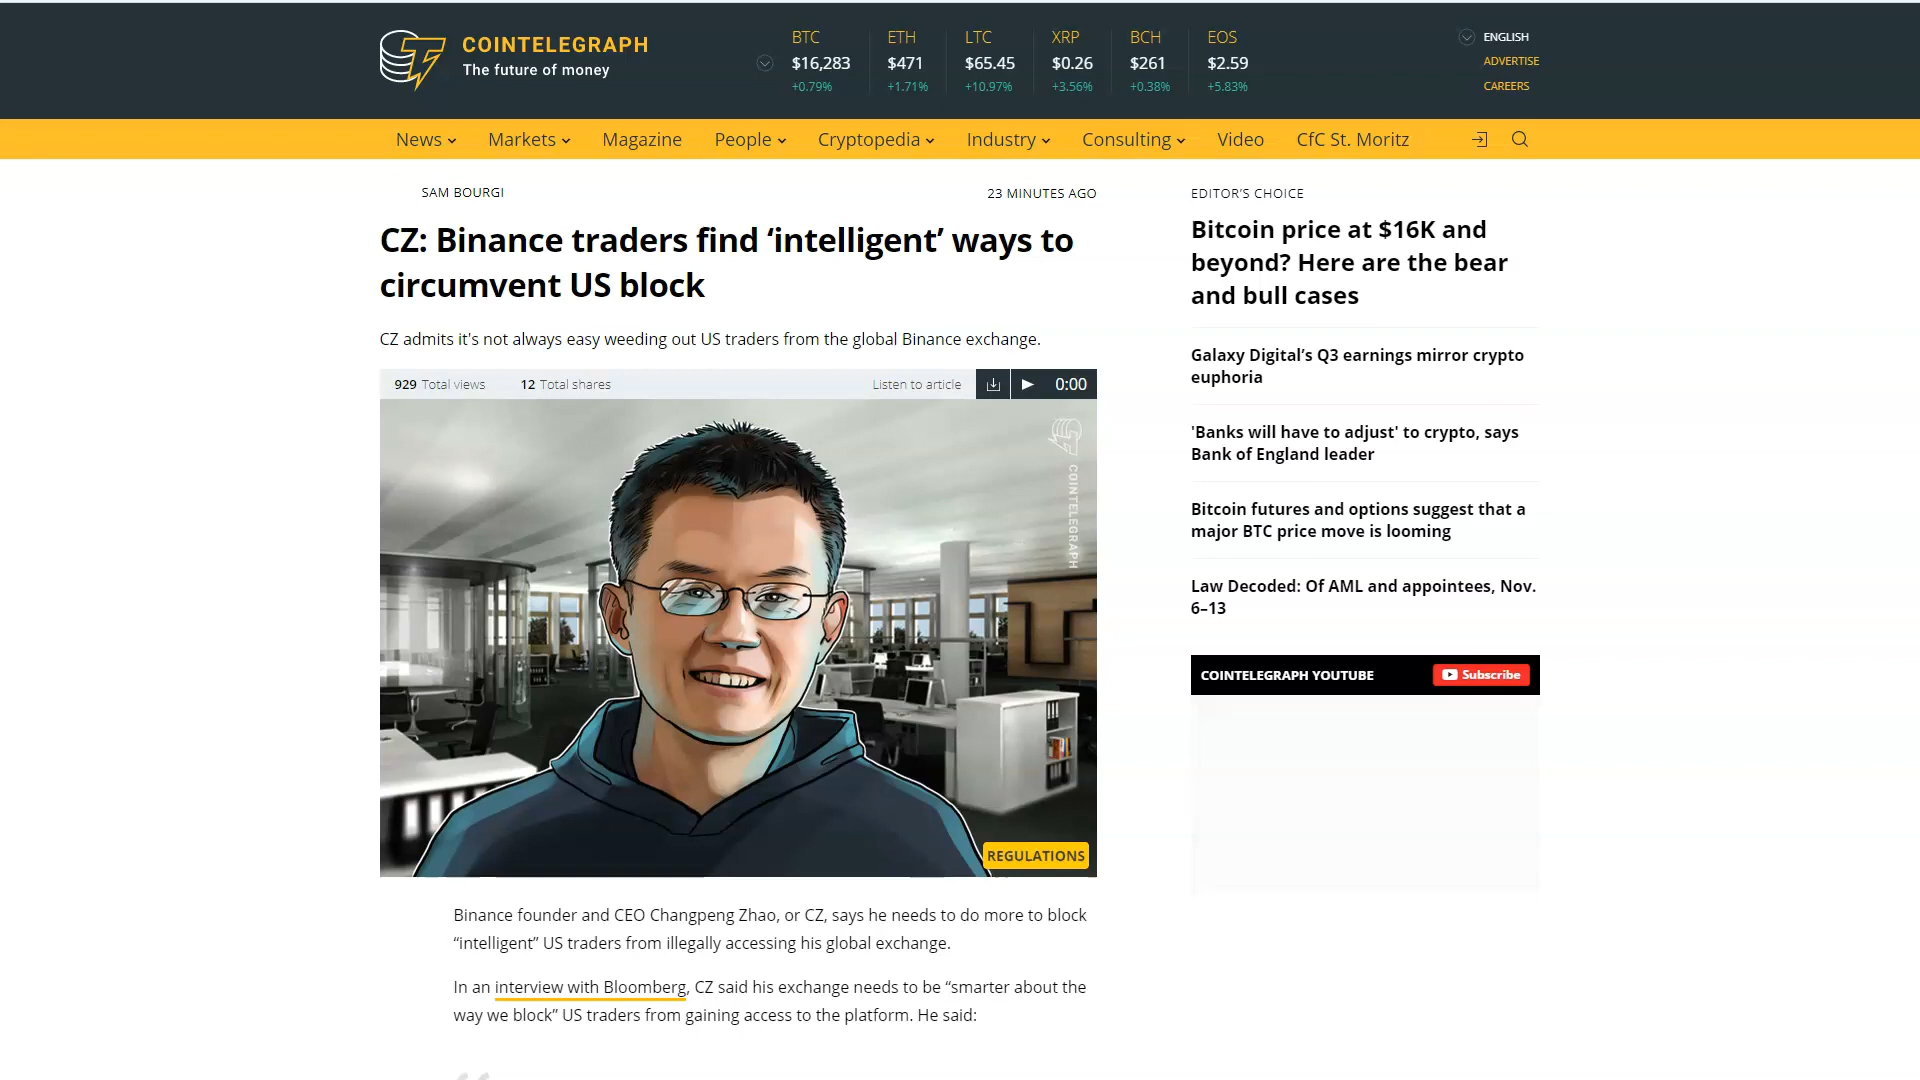 COINTELEGRAPH
The future of money
BTC
$16,283
+0.79%
ETH
$471
+1.71%
LTC
$65.45
+10.97%
XRP
$0.26
+3.56%
BCH
$261
+0.38%
EOS
$2.59
+5.83%
ENGLISH
ADVERTISE
CAREERS
News Markets Magazine People Cryptopedia Industry Consulting Video CfC St. Moritz
SAM BOURGI
23 MINUTES AGO
CZ: Binance traders find ‘intelligent’ ways to
circumvent US block
CZ admits it's not always easy weeding out US traders from the global Binance exchange.
929 Total views 12 Total shares Listen to article 0:00
COINTELEGRAPH
REGULATIONS
Binance founder and CEO Changpeng Zhao, or CZ, says he needs to do more to block
“intelligent” US traders from illegally accessing his global exchange.
In an interview with Bloomberg, CZ said his exchange needs to be “smarter about the
way we block” US traders from gaining access to the platform. He said:
EDITOR’S CHOICE
Bitcoin price at $16K and
beyond? Here are the bear
and bull cases
Galaxy Digital’s Q3 earnings mirror crypto
euphoria
'Banks will have to adjust' to crypto, says
Bank of England leader
Bitcoin futures and options suggest that a
major BTC price move is looming
Law Decoded: Of AML and appointees, Nov.
6–13
COINTELEGRAPH YOUTUBE
Subscribe